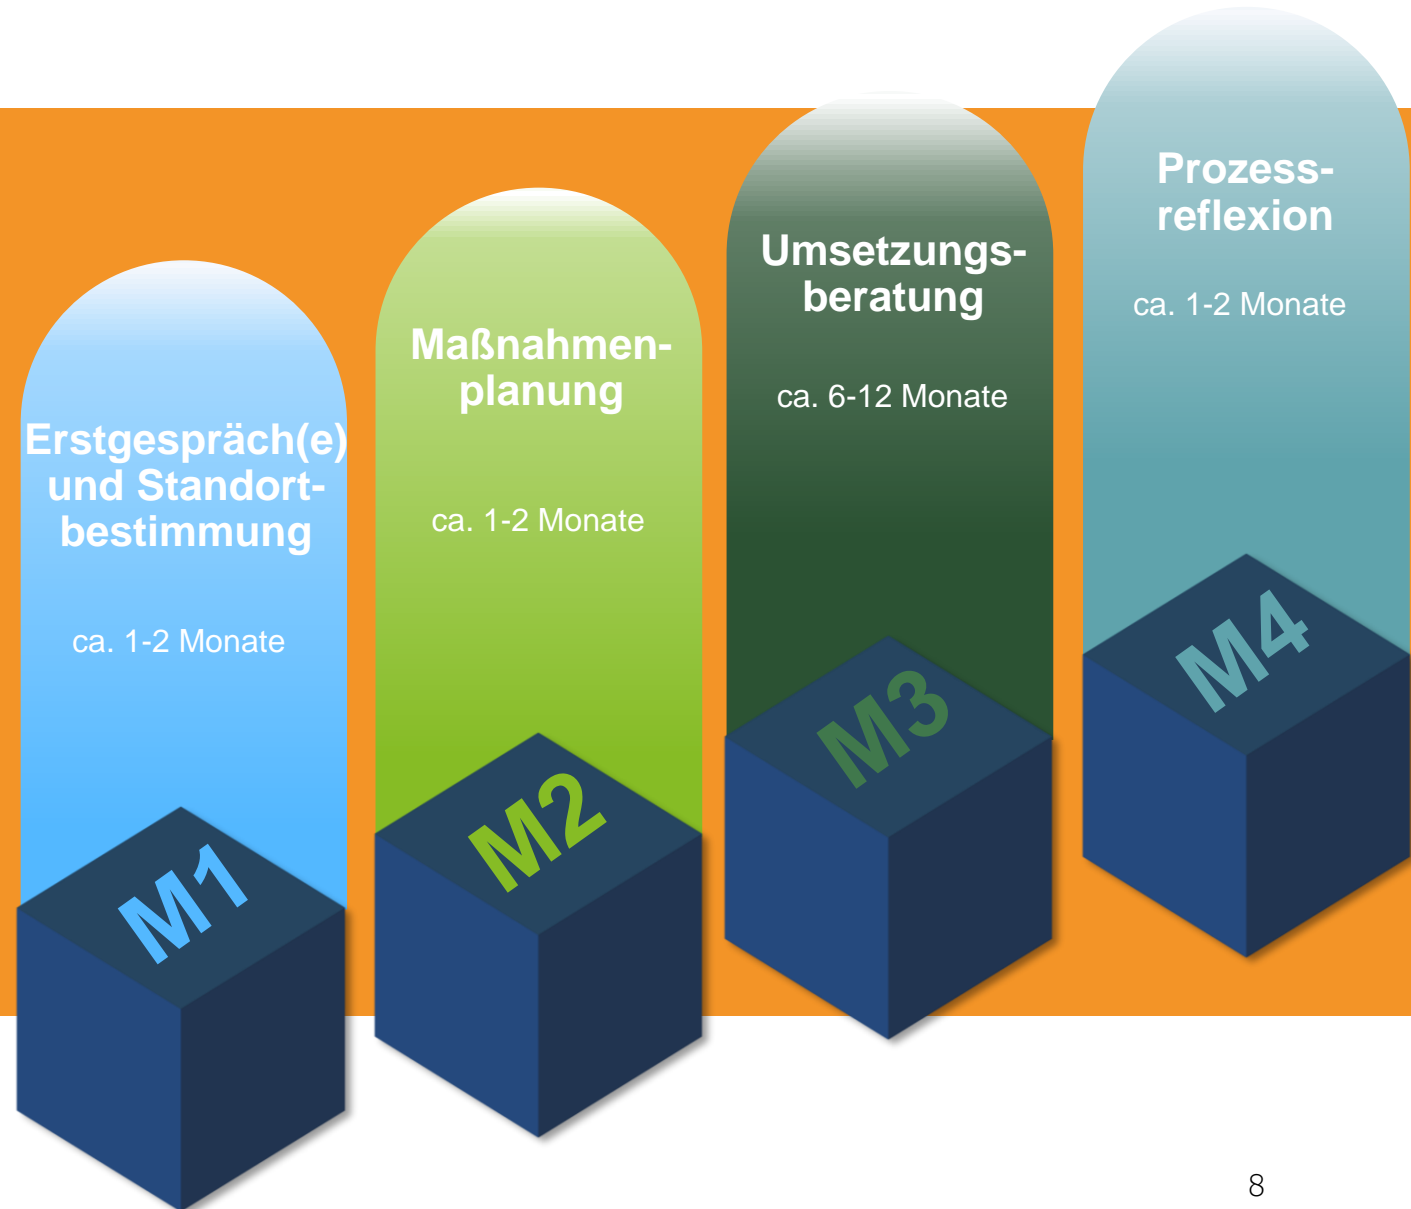 Erstgespräch(e)
und Standort-
bestimmung
ca. 1-2 Monate
M1
Maßnahmen-
planung
ca. 1-2 Monate
M2
Umsetzungs-
beratung
ca. 6-12 Monate
M3
Prozess-
reflexion
ca. 1-2 Monate
M4
8